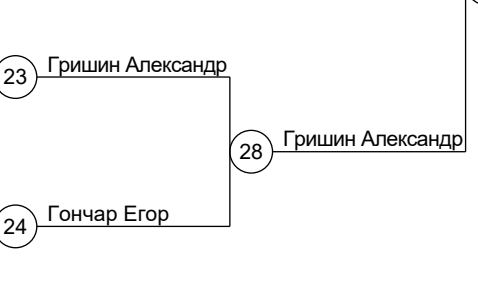 23 Гришин Александр
28 Гришин Александр
24 Гончар Егор